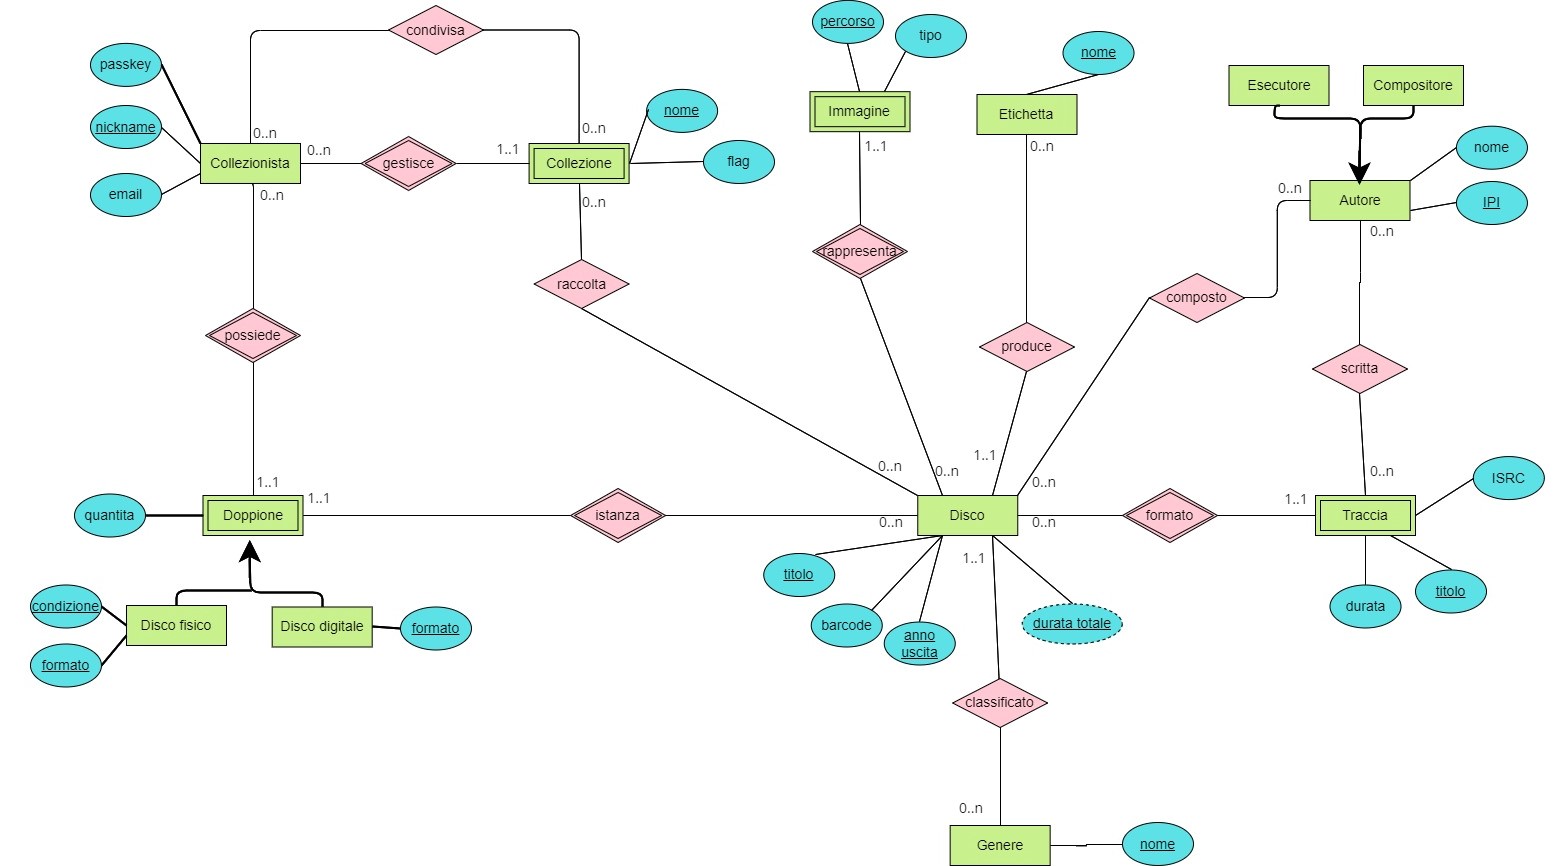 condivisa
percorso
tipo
nome
passkey
Esecutore
Compositore
nome
Immagine
Etichetta
nickname
0..n
0..n
0..n
1..1
1..1
0..n
nome
Collezionista
gestisce
Collezione
flag
email
0..n
0..n
0..n
Autore
IPI
0..n
rappresenta
raccolta
composto
possiede
produce
scritta
1..1
0..n
0..n
0..n
0..n
ISRC
1..1
1..1
1..1
quantita
Doppione
istanza
Disco
formato
Traccia
0..n
0..n
1..1
titolo
titolo
condizione
durata
Disco fisico
Disco digitale
formato
barcode
anno
uscita
durata totale
formato
classificato
0..n
Genere
nome